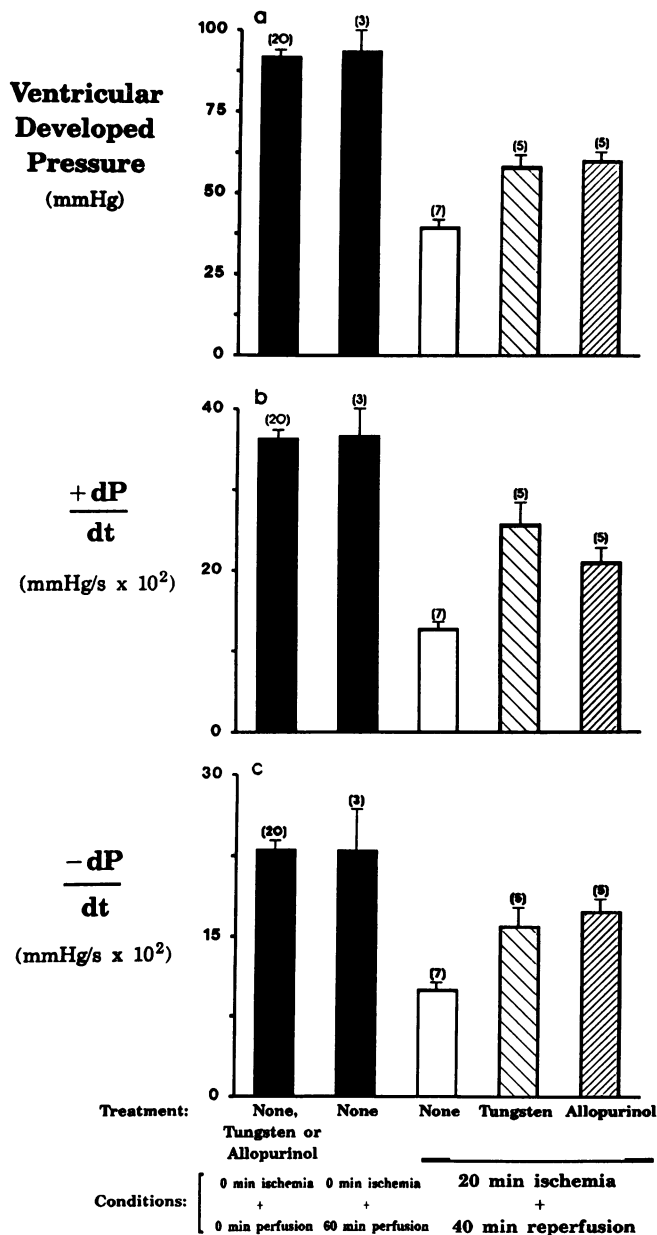 a
100
75
50
25
0
Ventricular
Developed
Pressure
(mmHg)
(20)
(3)
(7)
(5)
(5)
b
40
20
0
+dP
dt
(mmHg/s x 10²)
(20)
(3)
(7)
(5)
(5)
c
30
15
0
−dP
dt
(mmHg/s x 10²)
(20)
(3)
(7)
(5)
(5)
Treatment:
None,
Tungsten or
Allopurinol
None
None
Tungsten
Allopurinol
Conditions:
0 min ischemia
+
0 min perfusion
0 min ischemia
+
60 min perfusion
20 min ischemia
+
40 min reperfusion